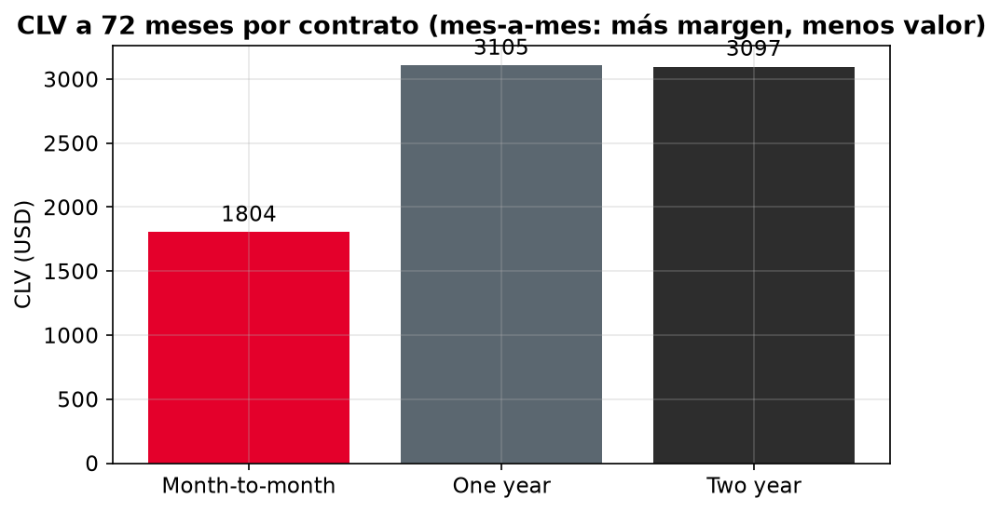 CLV a 72 meses por contrato (mes-a-mes: más margen, menos valor)
3105
3097
3000
2500
2000
1804
1500
1000
500
0
CLV (USD)
Month-to-month
One year
Two year